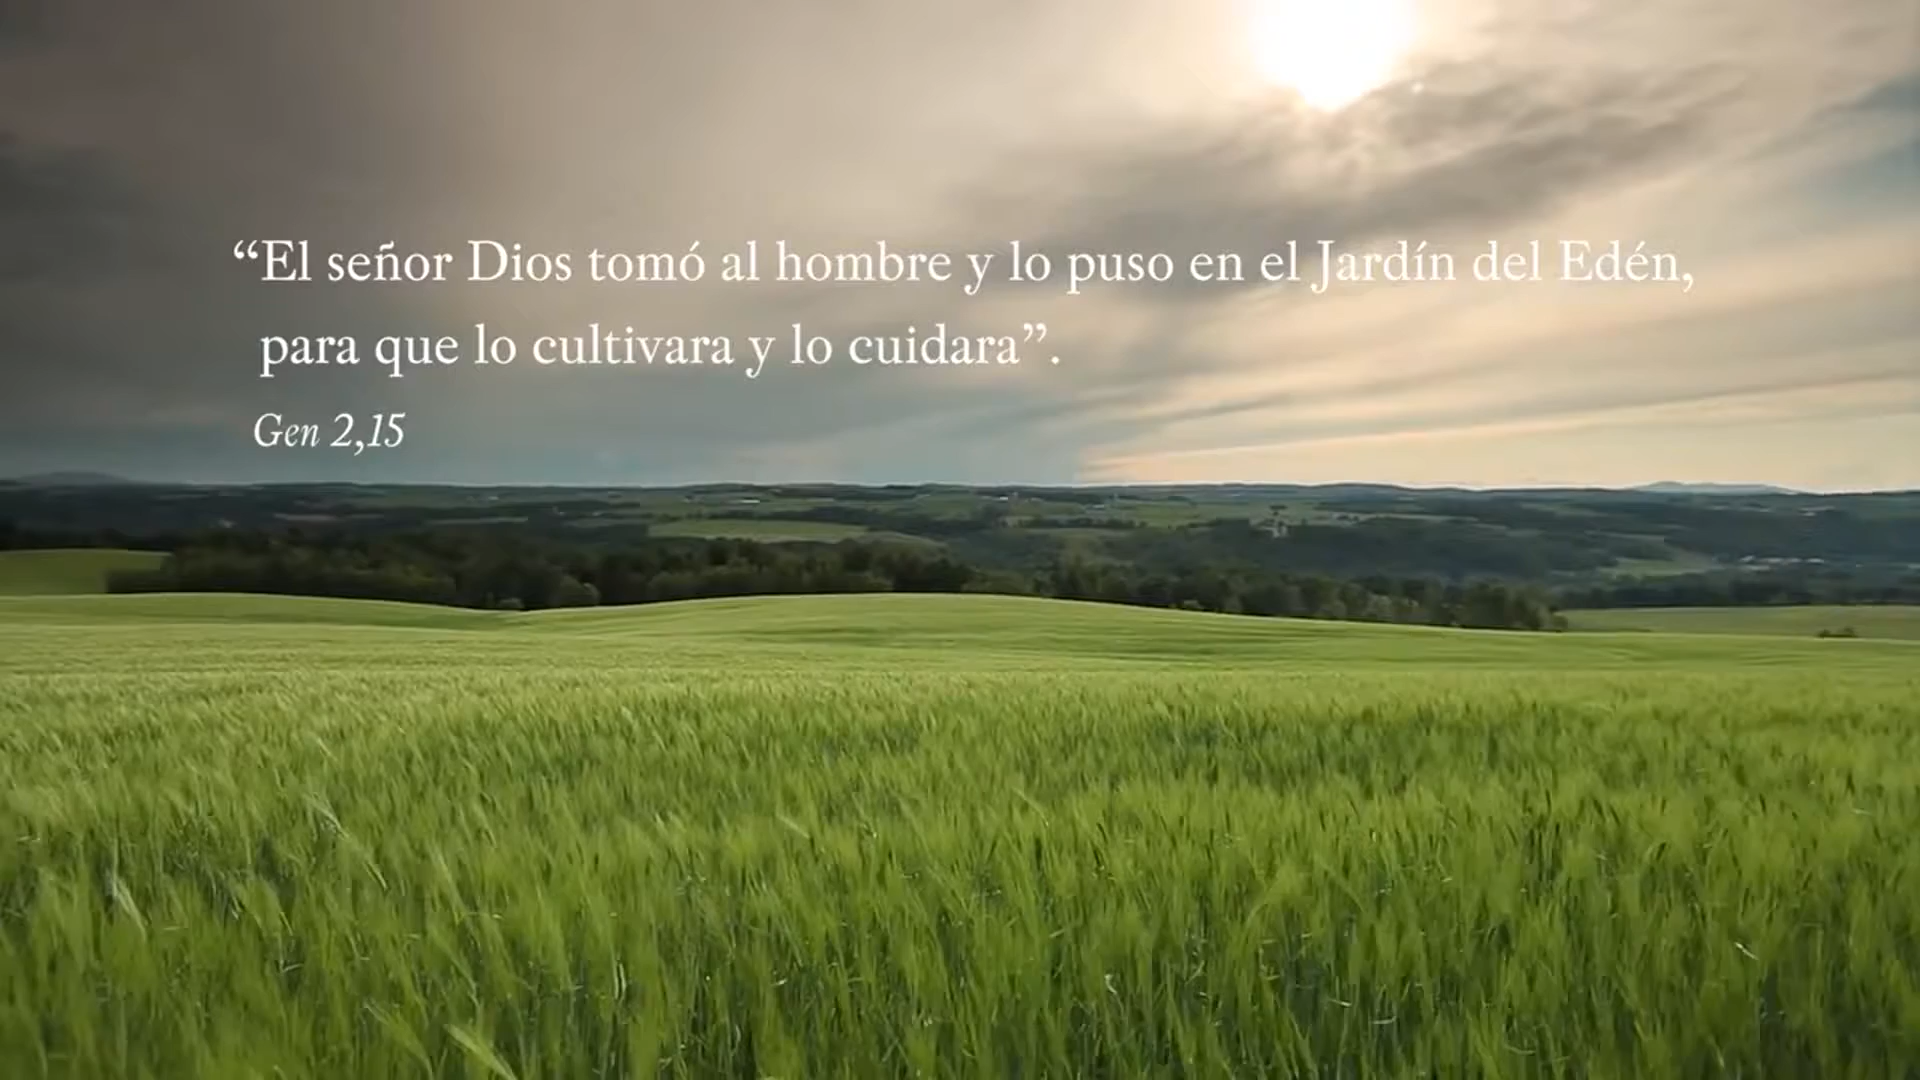 “El señor Dios tomó al hombre y lo puso en el Jardín del Edén,
para que lo cultivara y lo cuidara”.
Gen 2,15